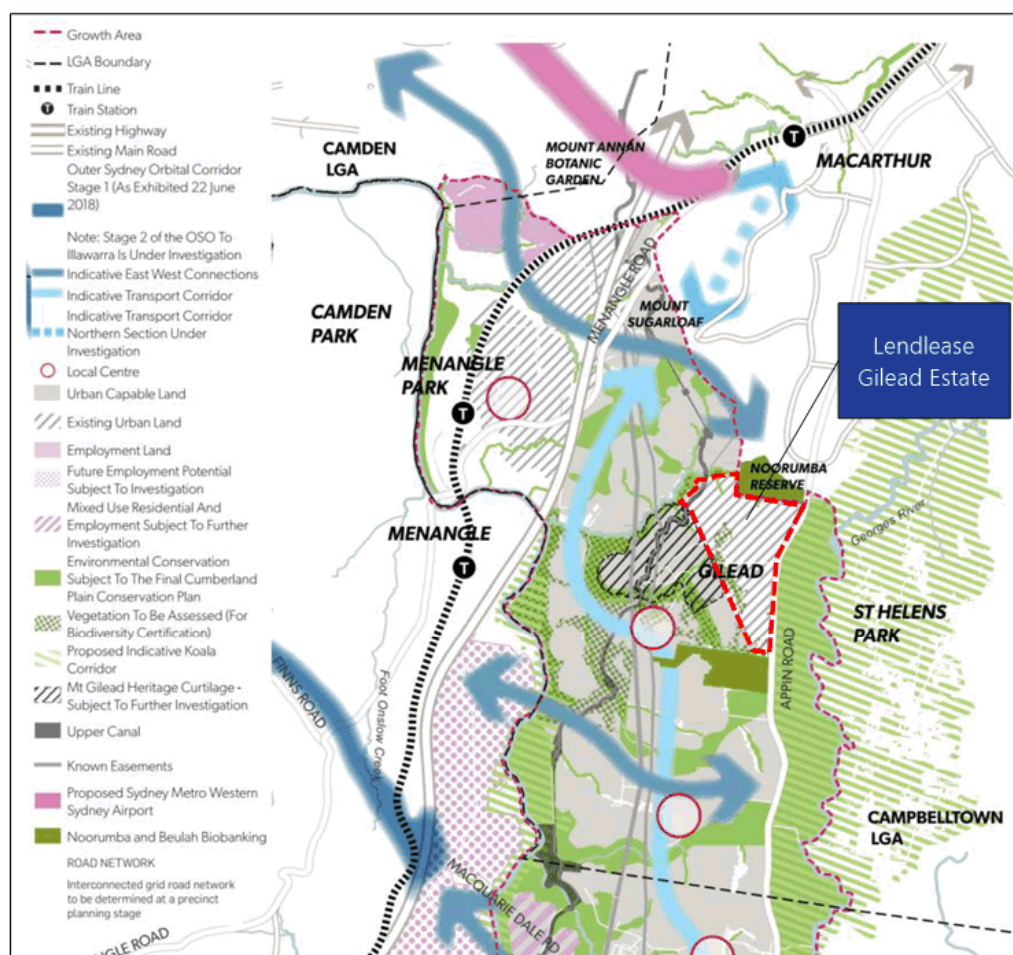 Growth Area
LGA Boundary
Train Line
T
Train Station
Existing Highway
Existing Main Road
Outer Sydney Orbital Corridor
Stage 1 (As Exhibited 22 June
2018)
Note: Stage 2 of the OSO To
Illawarra Is Under Investigation
Indicative East West Connections
Indicative Transport Corridor
Indicative Transport Corridor
Northern Section Under
Investigation
Local Centre
Urban Capable Land
Existing Urban Land
Employment Land
Future Employment Potential
Subject To Investigation
Mixed Use Residential And
Employment Subject To Further
Investigation
Environmental Conservation
Subject To The Final Cumberland
Plain Conservation Plan
Vegetation To Be Assessed (For
Biodiversity Certification)
Proposed Indicative Koala
Corridor
Mt Gilead Heritage Curtilage -
Subject To Further Investigation
Upper Canal
Known Easements
Proposed Sydney Metro Western
Sydney Airport
Noorumba and Beulah Biobanking
ROAD NETWORK
Interconnected grid road network
to be determined at a precinct
planning stage
CAMDEN
LGA
MOUNT ANNAN
BOTANIC
GARDEN
T
MACARTHUR
MENANGLE ROAD
CAMDEN
PARK
MOUNT
SUGARLOAF
Lendlease
Gilead Estate
MENANGLE
PARK
T
NOORUMBA
RESERVE
Georges River
MENANGLE
T
GILEAD
ST HELENS
PARK
APPIN ROAD
FINNS ROAD
Foot Onslow Creek
CAMPBELLTOWN
LGA
MACQUARIE DALE RD
NGLE ROAD